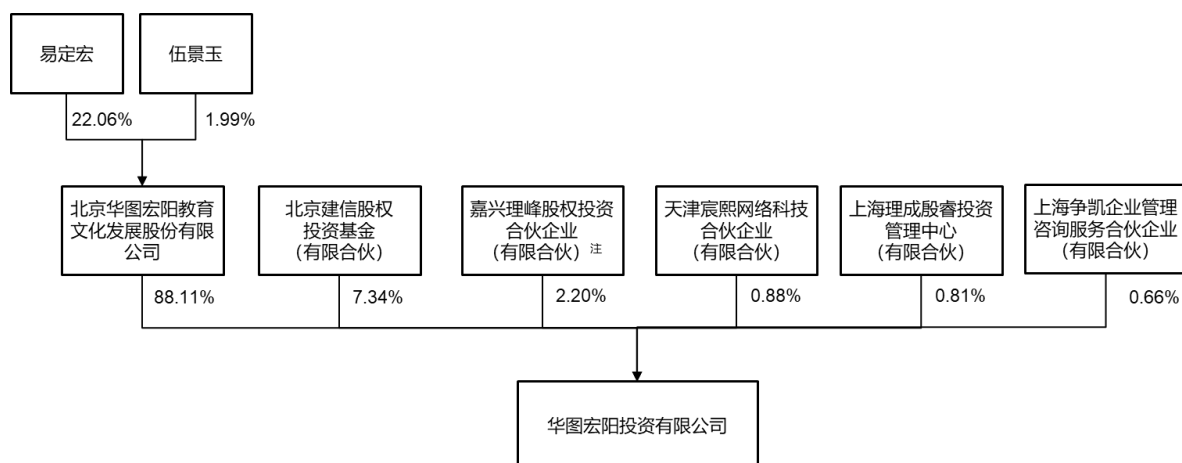 易定宏
伍景玉
22.06%
1.99%
北京华图宏阳教育
文化发展股份有限
公司
北京建信股权
投资基金
（有限合伙）
嘉兴理峰股权投资
合伙企业
（有限合伙）注
天津宸熙网络科技
合伙企业
（有限合伙）
上海理成殷睿投资
管理中心
（有限合伙）
上海争凯企业管理
咨询服务合伙企业
（有限合伙）
88.11%
7.34%
2.20%
0.88%
0.81%
0.66%
华图宏阳投资有限公司